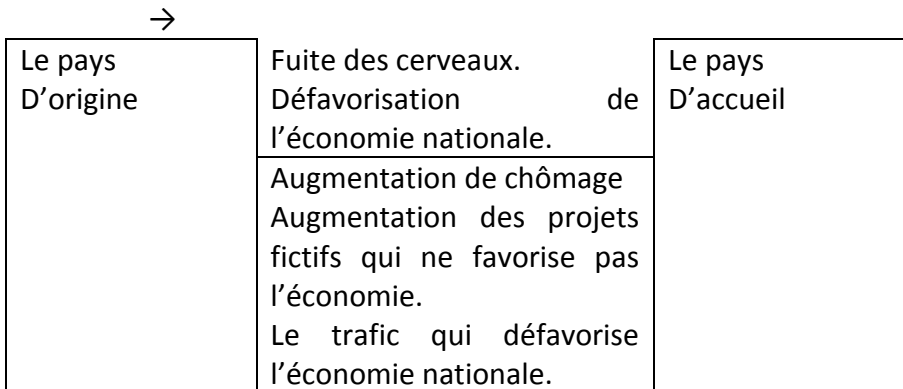 →
Le pays
D’origine
Fuite des cerveaux.
Défavorisation de
l’économie nationale.
Augmentation de chômage
Augmentation des projets
fictifs qui ne favorise pas
l’économie.
Le trafic qui défavorise
l’économie nationale.
Le pays
D’accueil